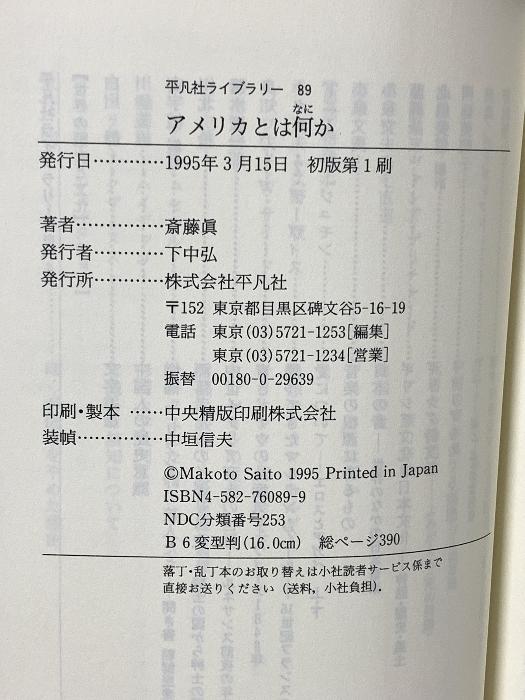 平凡社ライブラリー 89
なに
アメリカとは何か
発行日…………1995年3月15日 初版第1刷
著者……………斎藤眞
発行者…………下中弘
発行所…………株式会社平凡社
〒152 東京都目黒区碑文谷5-16-19
電話 東京(03)5721-1253[編集]
東京(03)5721-1234[営業]
振替 00180-0-29639
印刷・製本 ……中央精版印刷株式会社
装幀……………中垣信夫
©Makoto Saito 1995 Printed in Japan
ISBN4-582-76089-9
NDC分類番号253
B6変型判(16.0cm) 総ページ390
落丁・乱丁本のお取り替えは小社読者サービス係まで
直接お送りください(送料,小社負担).